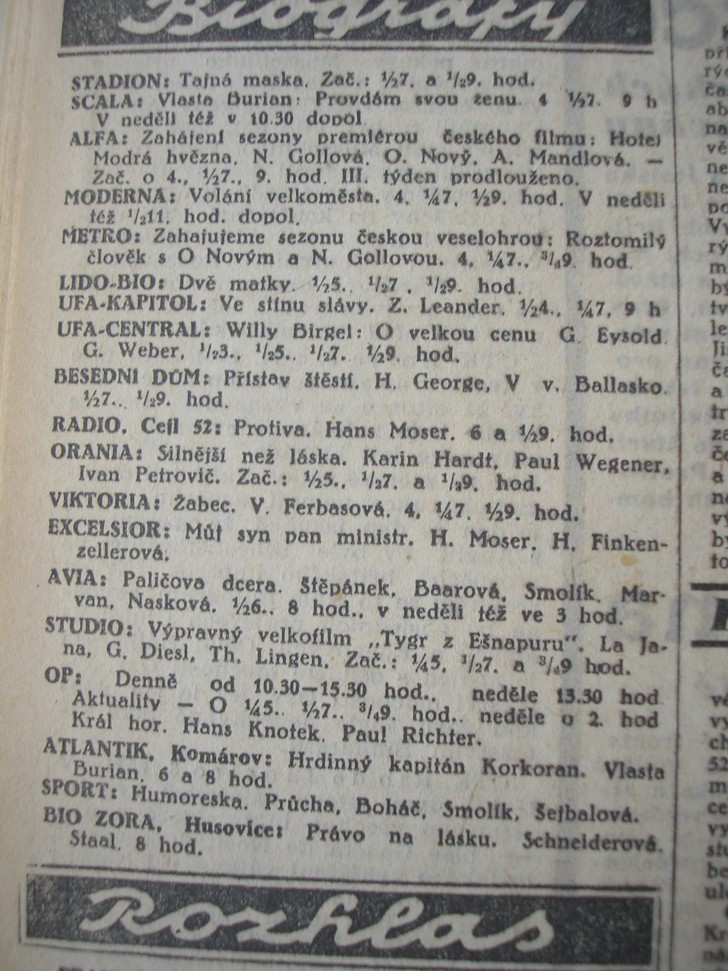 Biografy
STADION: Tajná maska. Zač.: ½7. a ½9. hod.
SCALA: Vlasta Burian: Provdám svou ženu. 4 ½7. 9 h
V neděli též v 10.30 dopol
ALFA: Zahájení sezony premiérou českého filmu: Hotel
Modrá hvězna. N. Gollová. O. Nový. A. Mandlová. —
Zač. o 4., ½7., 9. hod. III. týden prodlouženo.
MODERNA: Volání velkoměsta. 4. ¼7, ½9. hod. V neděli
též ½11. hod. dopol.
METRO: Zahajujeme sezonu českou veselohrou: Roztomilý
člověk s O Novým a N. Gollovou. 4. ¼7., ¾9. hod.
LIDO-BIO: Dvě matky. ½5., ½7 , ½9. hod.
UFA-KAPITOL: Ve stínu slávy. Z. Leander. ½4., ¼7, 9 h
UFA-CENTRAL: Willy Birgel: O velkou cenu G. Eysold.
G. Weber, ½3., ½5.. ½7. ½9. hod.
BESEDNI DŮM: Přístav štěstí. H. George, V v. Ballasko.
½7.. ½9. hod.
RADIO, Cejl 52: Protiva. Hans Moser. 6 a ½9. hod.
ORANIA: Silnější než láska. Karin Hardt, Paul Wegener,
Ivan Petrovič. Zač.: ½5., ½7. a ½9. hod.
VIKTORIA: Žabec. V. Ferbasová. 4, ¼7. ½9. hod.
EXCELSIOR: Můj syn pan ministr. H. Moser. H. Finken-
zellerová.
AVIA: Paličova dcera. Štěpánek, Baarová, Smolík, Mar-
van, Nasková. ½6., 8 hod., v neděli též ve 3 hod.
STUDIO: Výpravný velkofilm „Tygr z Ešnapuru". La Ja-
na, G. Diesl, Th. Lingen. Zač.: ¼5, ½7. a ¾9 hod.
OP: Denně od 10.30—15.30 hod., neděle 13.30 hod
Aktuality — O ¼5.. ½7.. ¾9. hod.. neděle o 2. hod
Král hor. Hans Knotek. Paul Richter.
ATLANTIK, Komárov: Hrdinný kapitán Korkoran. Vlasta
Burian. 6 a 8 hod.
SPORT: Humoreska. Průcha, Boháč, Smolík, Šejbalová.
BIO ZORA, Husovice: Právo na lásku. Schneiderová.
Staal. 8 hod.
Rozhlas